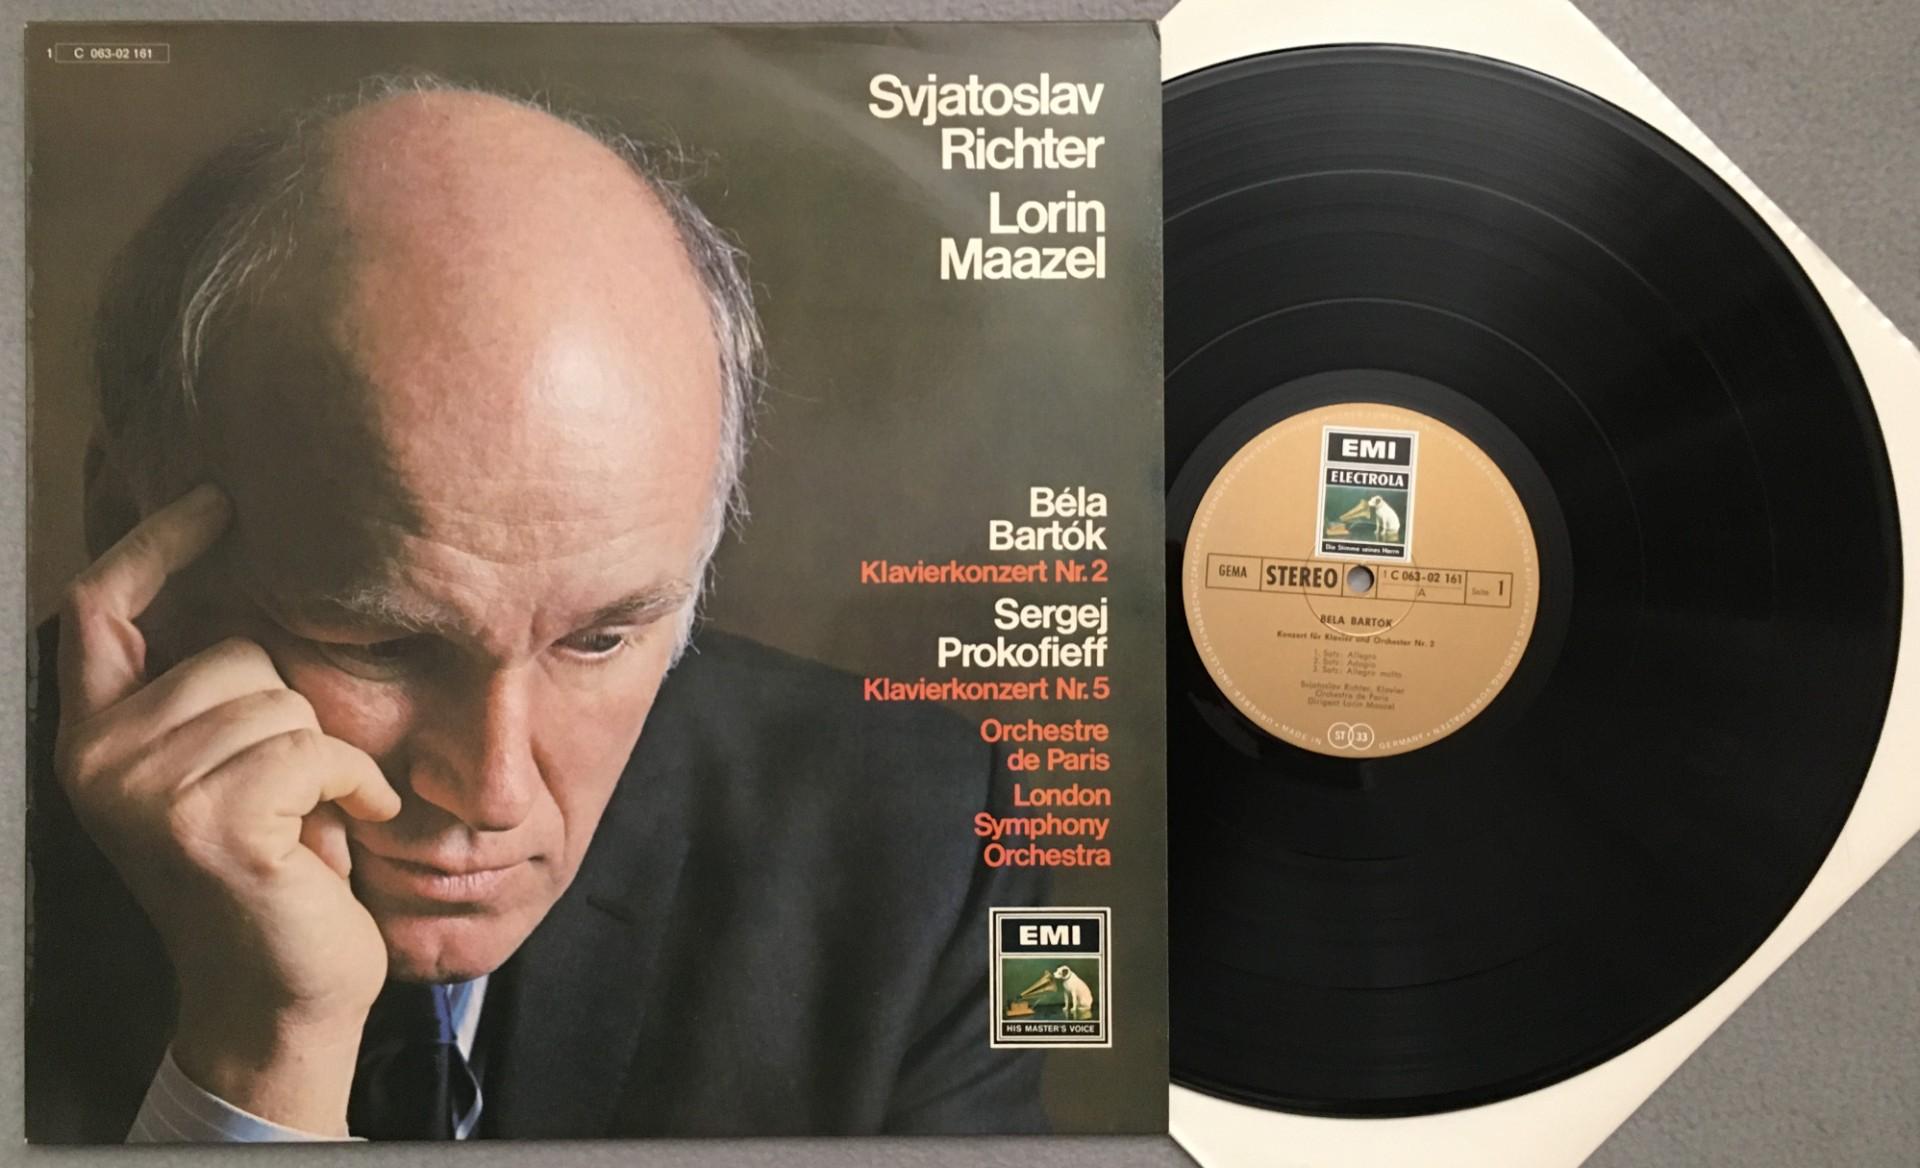 1 C 063-02 161
Svjatoslav
Richter
Lorin
Maazel
Béla
Bartók
Klavierkonzert Nr. 2
Sergej
Prokofieff
Klavierkonzert Nr. 5
Orchestre
de Paris
London
Symphony
Orchestra
EMI
HIS MASTER'S VOICE
EMI
ELECTROLA
Die Stimme seines Herrn
GEMA STEREO 1 C 063-02 161 Seite 1
A
BELA BARTOK
Konzert für Klavier und Orchester Nr. 2
1. Satz: Allegro
2. Satz: Adagio
3. Satz: Allegro molto
Svjatoslav Richter, Klavier
Orchestre de Paris
Dirigent Lorin Maazel
ST 33
MADE IN GERMANY